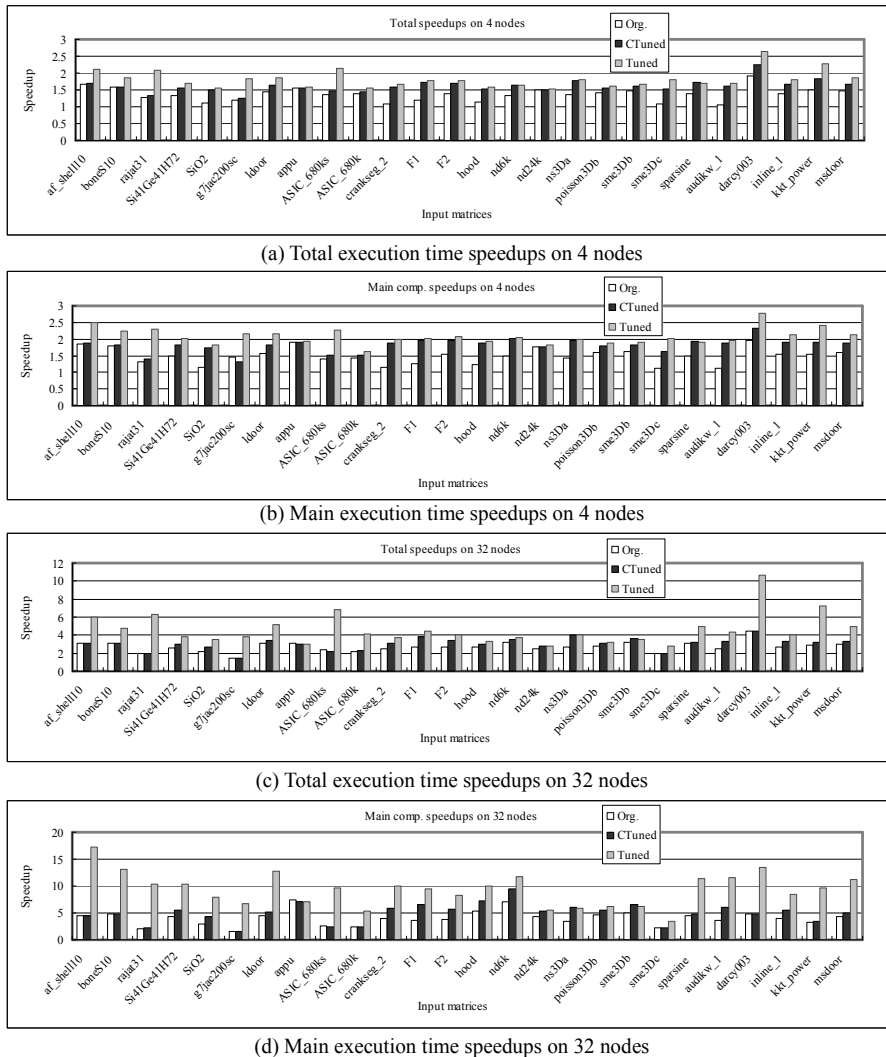 Total speedups on 4 nodes
Org.
CTuned
Tuned
Speedup
3
2.5
2
1.5
1
0.5
0
af_shell10
boneS10
rajat31
Si41Ge41H72
SiO2
g7jac200sc
ldoor
appu
ASIC_680ks
ASIC_680k
crankseg_2
F1
F2
hood
nd6k
nd24k
ns3Da
poisson3Db
sme3Db
sme3Dc
sparsine
audikw_1
darcy003
inline_1
kkt_power
msdoor
Input matrices
(a) Total execution time speedups on 4 nodes
Main comp. speedups on 4 nodes
Org.
CTuned
Tuned
Speedup
3
2.5
2
1.5
1
0.5
0
af_shell10
boneS10
rajat31
Si41Ge41H72
SiO2
g7jac200sc
ldoor
appu
ASIC_680ks
ASIC_680k
crankseg_2
F1
F2
hood
nd6k
nd24k
ns3Da
poisson3Db
sme3Db
sme3Dc
sparsine
audikw_1
darcy003
inline_1
kkt_power
msdoor
Input matrices
(b) Main execution time speedups on 4 nodes
Total speedups on 32 nodes
Org.
CTuned
Tuned
Speedup
12
10
8
6
4
2
0
af_shell10
boneS10
rajat31
Si41Ge41H72
SiO2
g7jac200sc
ldoor
appu
ASIC_680ks
ASIC_680k
crankseg_2
F1
F2
hood
nd6k
nd24k
ns3Da
poisson3Db
sme3Db
sme3Dc
sparsine
audikw_1
darcy003
inline_1
kkt_power
msdoor
Input matrices
(c) Total execution time speedups on 32 nodes
Main comp. speedups on 32 nodes
Org.
CTuned
Tuned
Speedup
20
15
10
5
0
af_shell10
boneS10
rajat31
Si41Ge41H72
SiO2
g7jac200sc
ldoor
appu
ASIC_680ks
ASIC_680k
crankseg_2
F1
F2
hood
nd6k
nd24k
ns3Da
poisson3Db
sme3Db
sme3Dc
sparsine
audikw_1
darcy003
inline_1
kkt_power
msdoor
Input matrices
(d) Main execution time speedups on 32 nodes